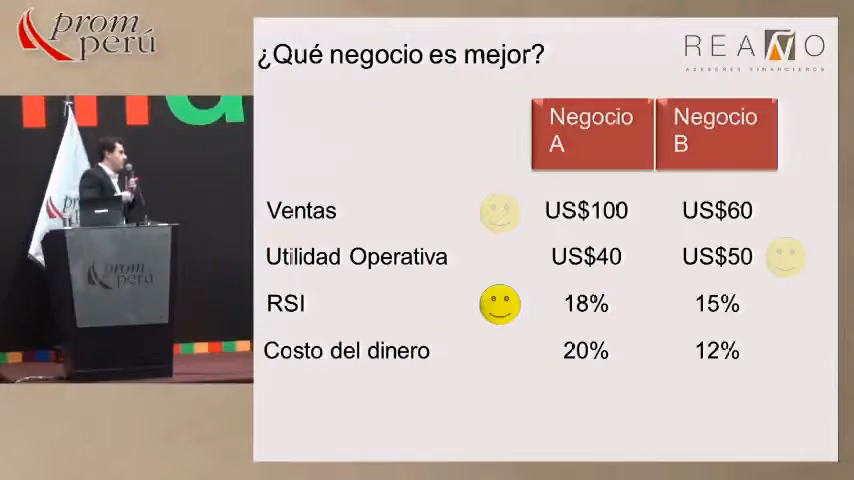 prom
perú
¿Qué negocio es mejor?
REAÑO
ASESORES FINANCIEROS
Negocio
A
Negocio
B
Ventas
US$100
US$60
Utilidad Operativa
US$40
US$50
RSI
18%
15%
Costo del dinero
20%
12%
prom
perú